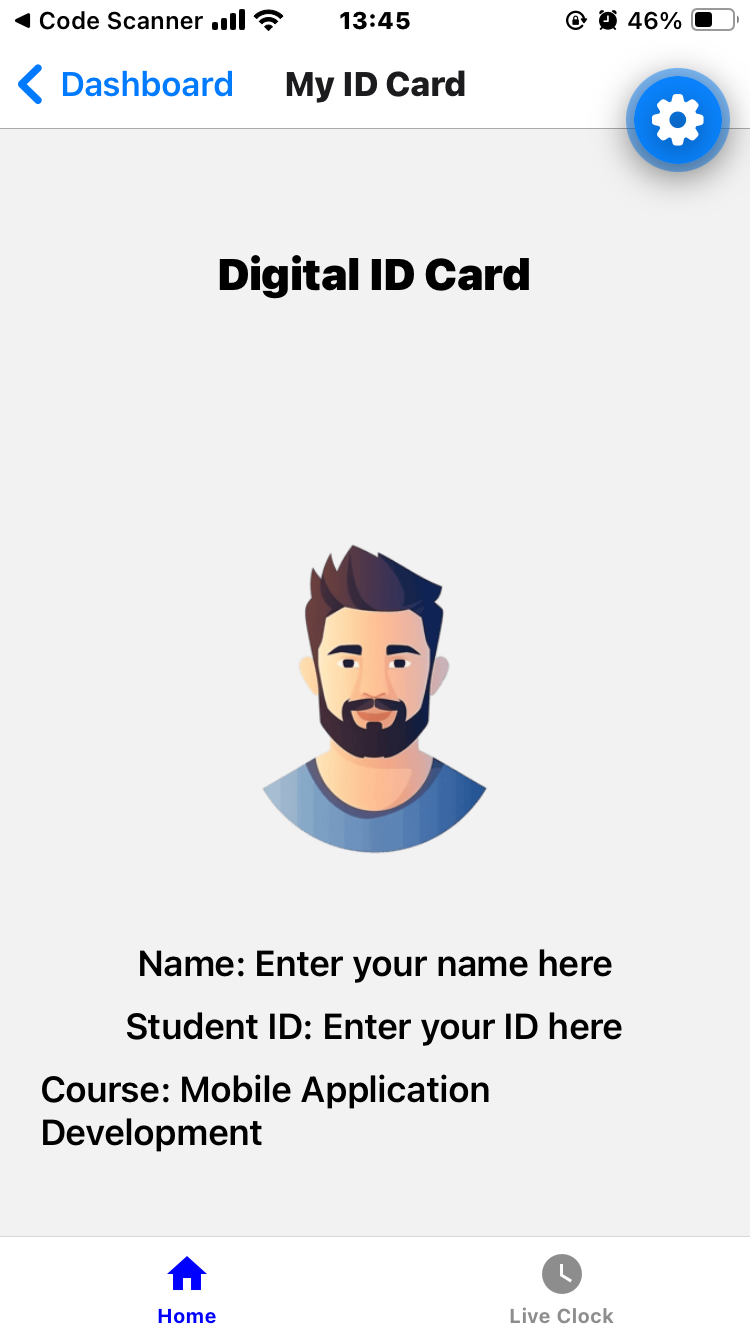 Code Scanner 13:45 46%
Dashboard My ID Card
Digital ID Card
Name: Enter your name here
Student ID: Enter your ID here
Course: Mobile Application
Development
Home Live Clock